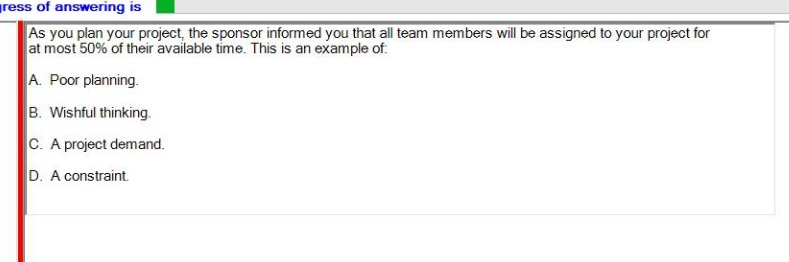 of answering is
As you plan your project, the sponsor informed you that all team members will be assigned to your project for
at most 50% of their available time. This is an example of:
A. Poor planning.
B. Wishful thinking.
C. A project demand.
D. A constraint.